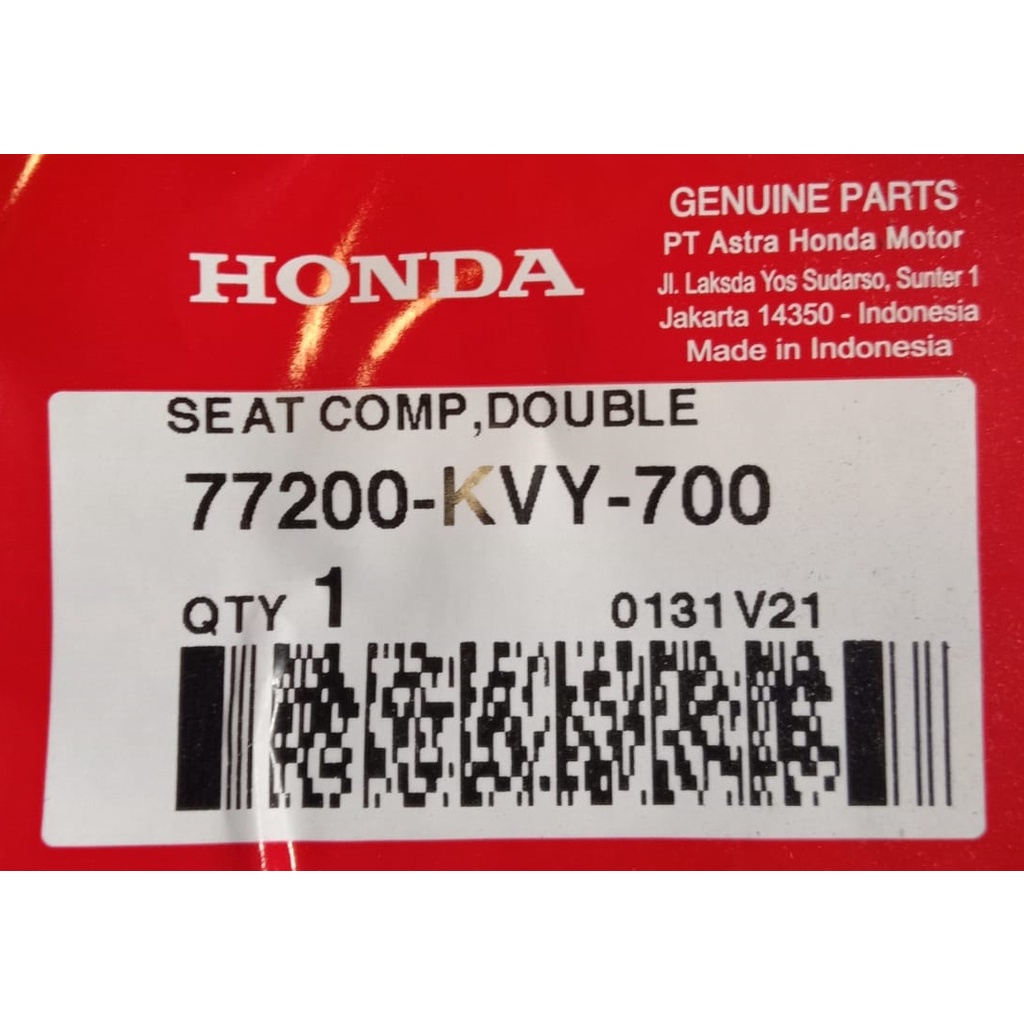 HONDA
GENUINE PARTS
PT Astra Honda Motor
Jl. Laksda Yos Sudarso, Sunter 1
Jakarta 14350 - Indonesia
Made in Indonesia
SEAT COMP,DOUBLE
77200-KVY-700
QTY 1
0131V21